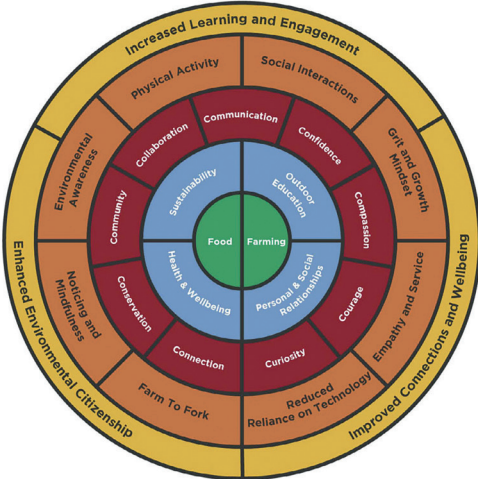 Increased Learning and Engagement
Physical Activity
Social Interactions
Environmental
Awareness
Grit and Growth
Mindset
Communication
Collaboration
Confidence
Community
Compassion
Sustainability
Outdoor
Education
Food
Farming
Health & Wellbeing
Personal & Social
Relationships
Conservation
Courage
Connection
Curiosity
Noticing and
Mindfulness
Empathy and Service
Farm To Fork
Reduced
Reliance on Technology
Enhanced Environmental Citizenship
Improved Connections and Wellbeing